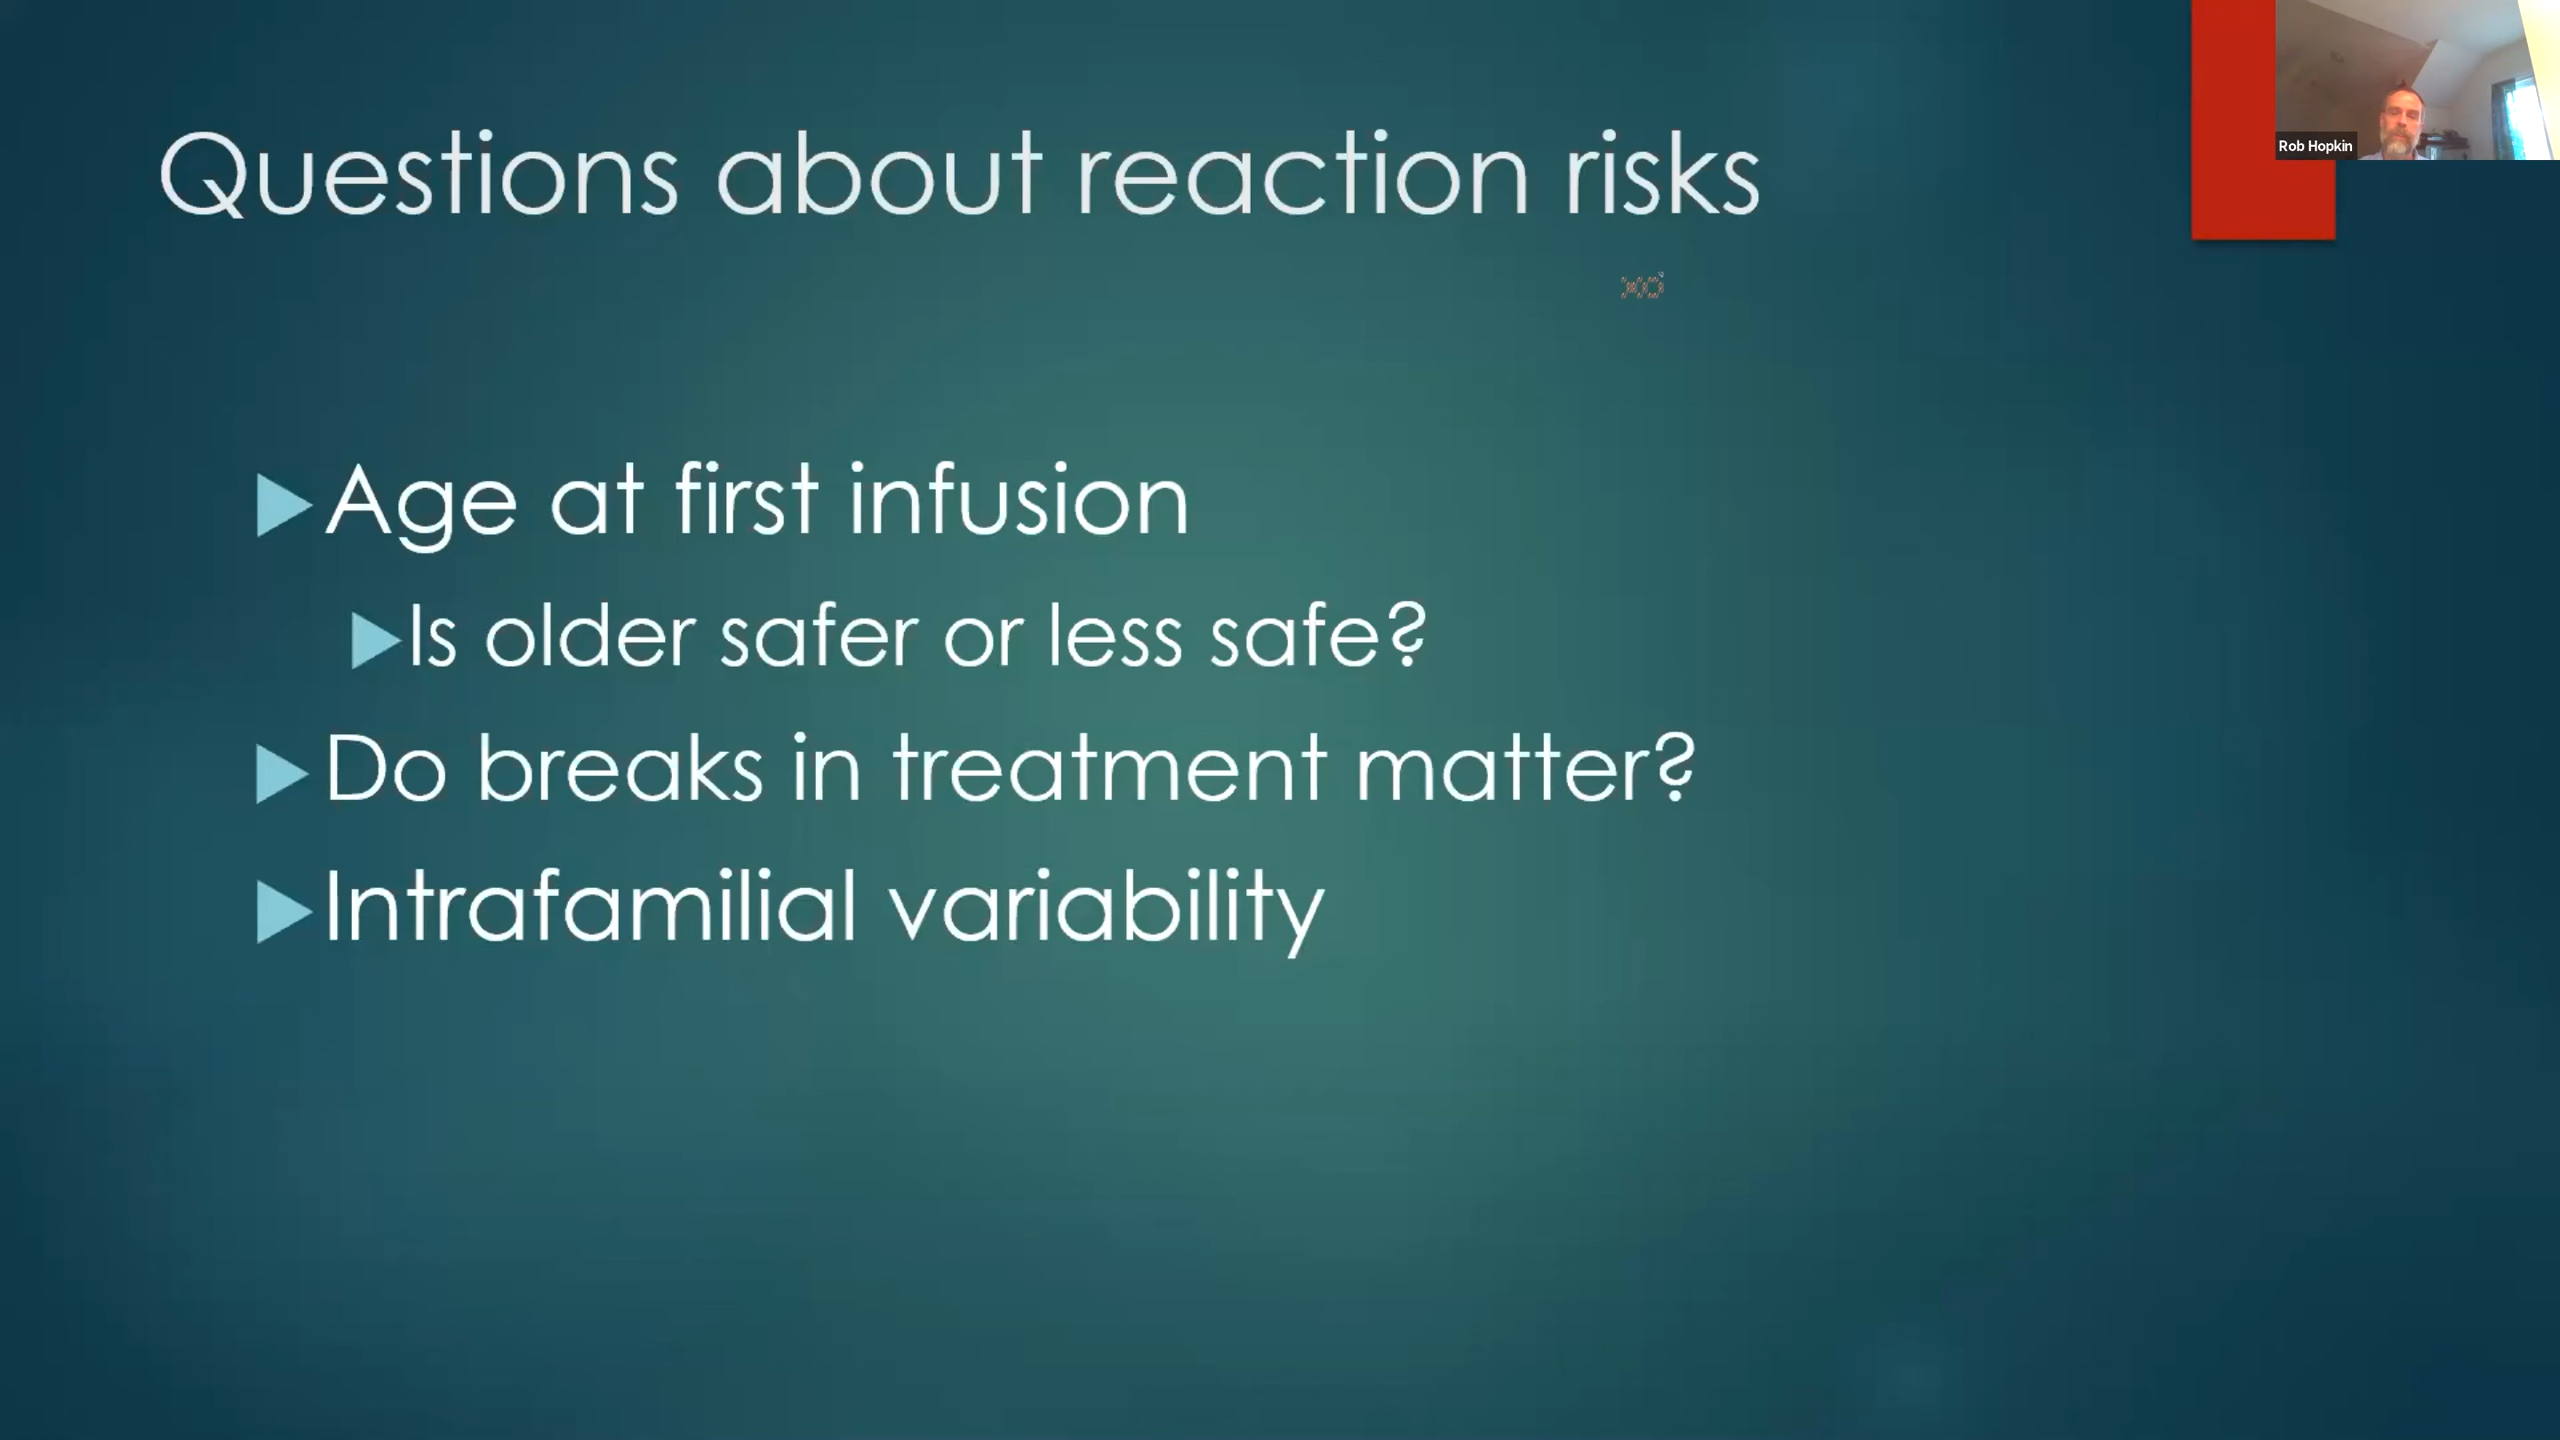 Questions about reaction risks
Rob Hopkin
Age at first infusion
Is older safer or less safe?
Do breaks in treatment matter?
Intrafamilial variability